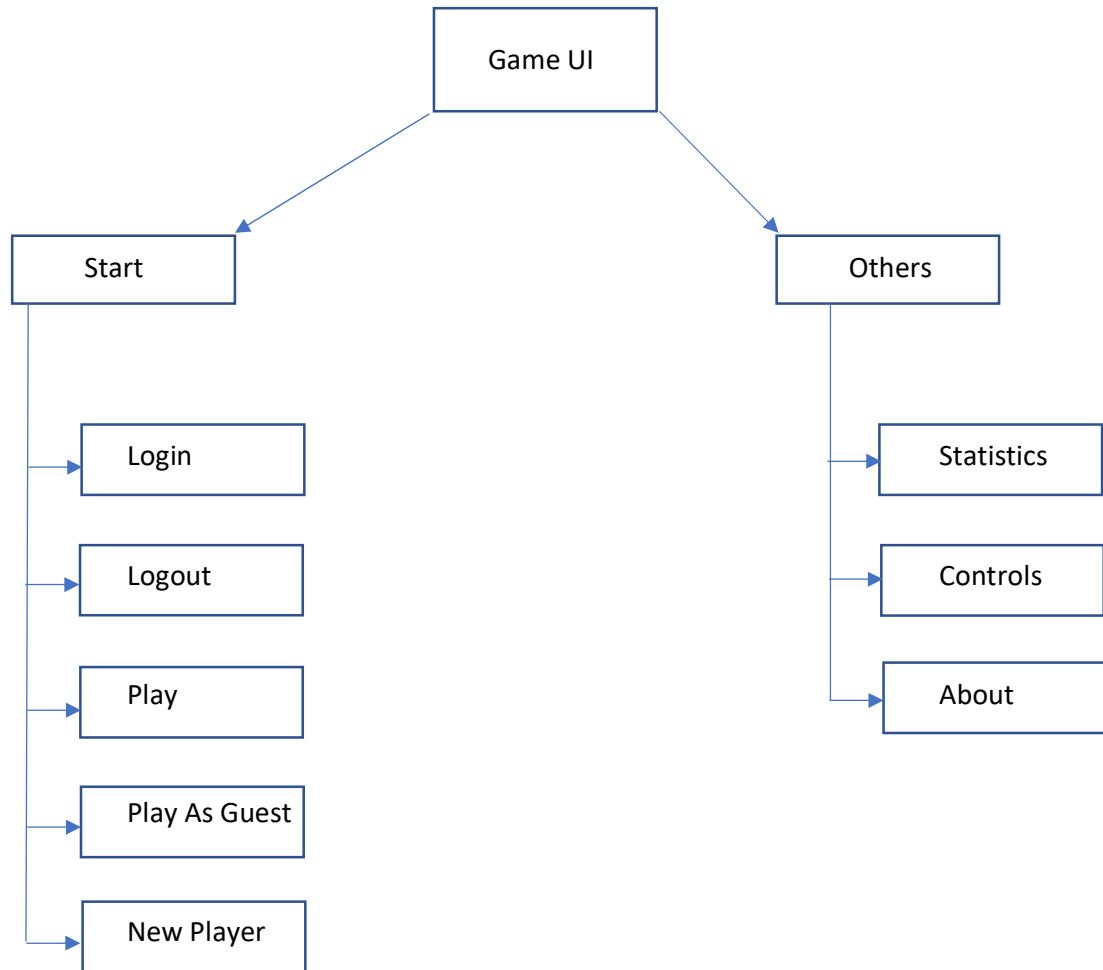 Game UI
Start
Others
Login
Statistics
Logout
Controls
Play
About
Play As Guest
New Player